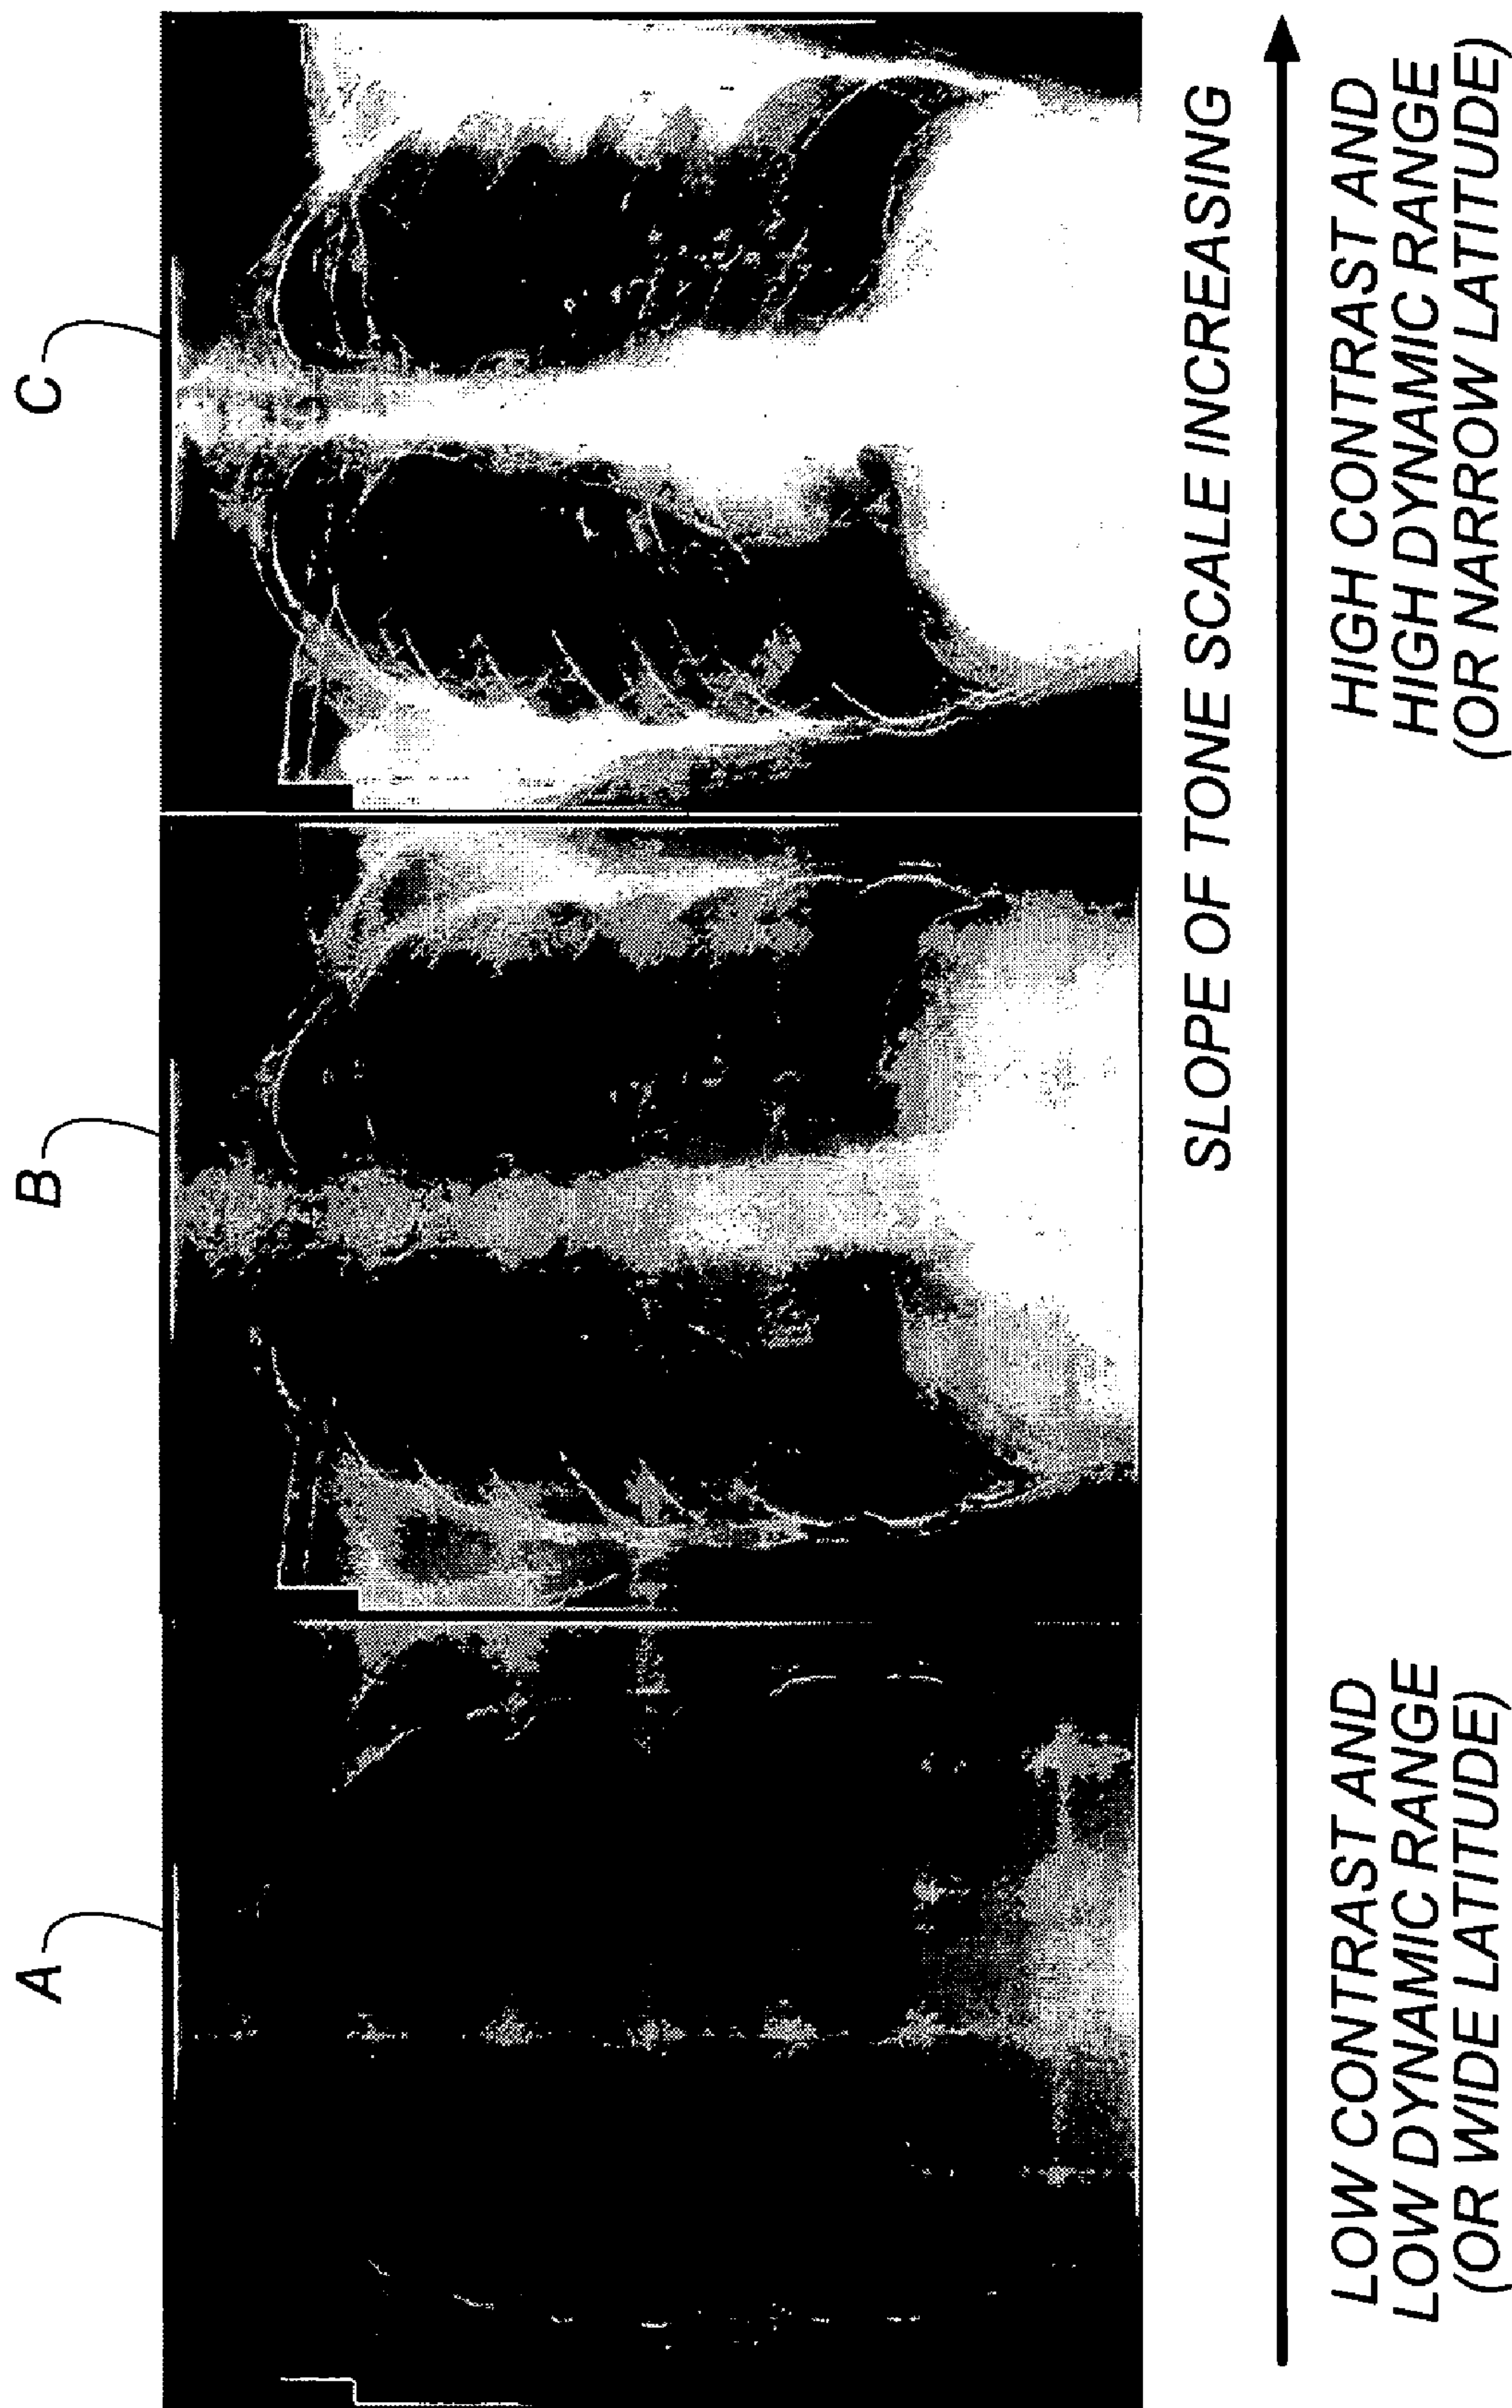 A
B
C
SLOPE OF TONE SCALE INCREASING
LOW CONTRAST AND
LOW DYNAMIC RANGE
(OR WIDE LATITUDE)
HIGH CONTRAST AND
HIGH DYNAMIC RANGE
(OR NARROW LATITUDE)